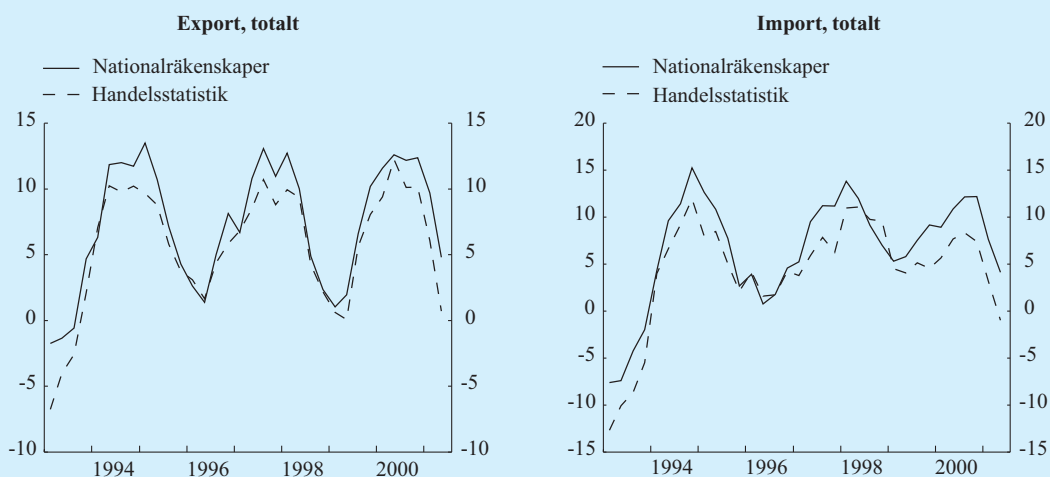 Export, totalt
Nationalräkenskaper
Handelsstatistik
15 15
10 10
5 5
0 0
-5 -5
-10 -10
1994 1996 1998 2000
Import, totalt
Nationalräkenskaper
Handelsstatistik
20 20
15 15
10 10
5 5
0 0
-5 -5
-10 -10
-15 -15
1994 1996 1998 2000